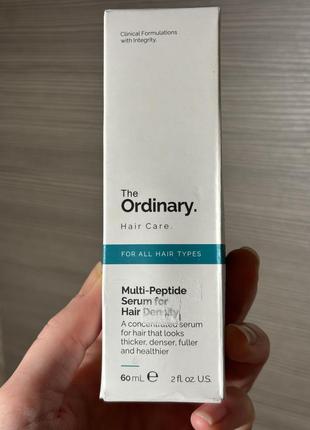 Clinical Formulations
with Integrity.
The
Ordinary.
Hair Care.
FOR ALL HAIR TYPES
Multi-Peptide
Serum for
Hair Density
A concentrated serum
for hair that looks
thicker, denser, fuller
and healthier
60 mL ℮ 2 fl. oz. U.S.